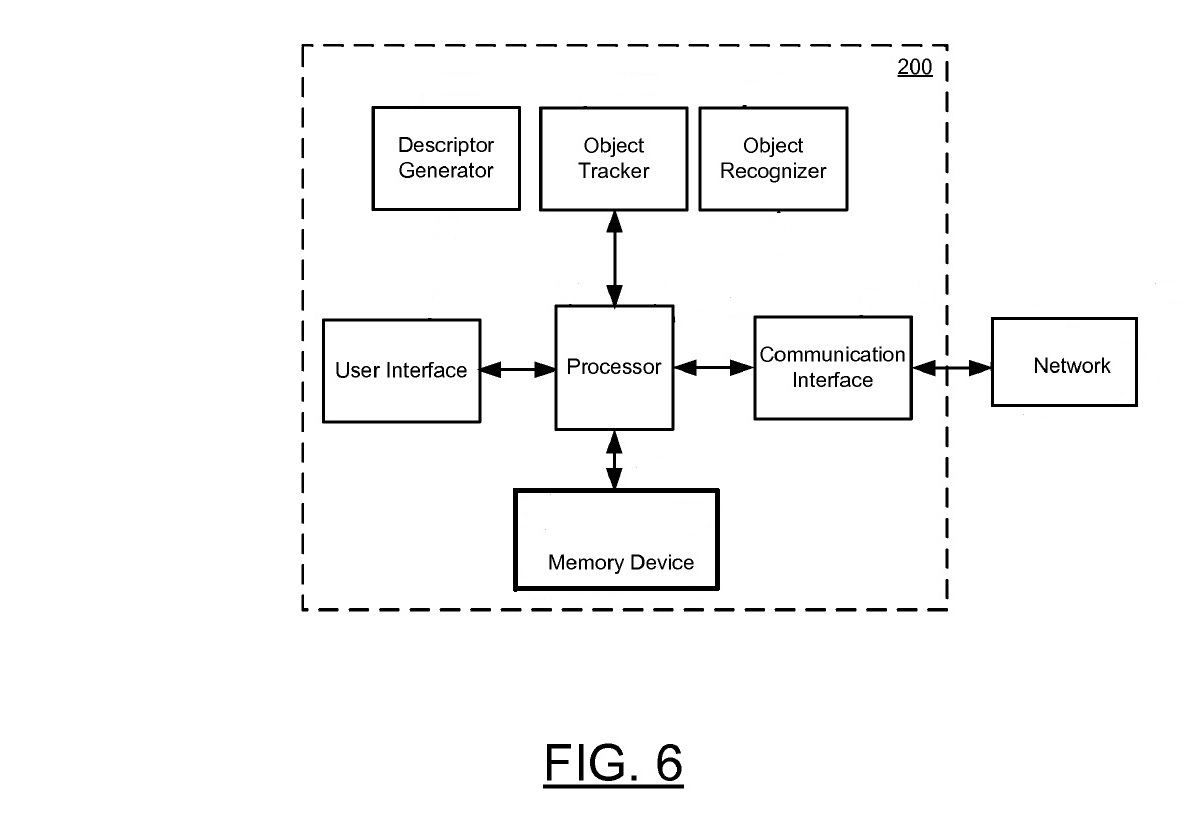 200
Descriptor
Generator
Object
Tracker
Object
Recognizer
User Interface
Processor
Communication
Interface
Network
Memory Device
FIG. 6